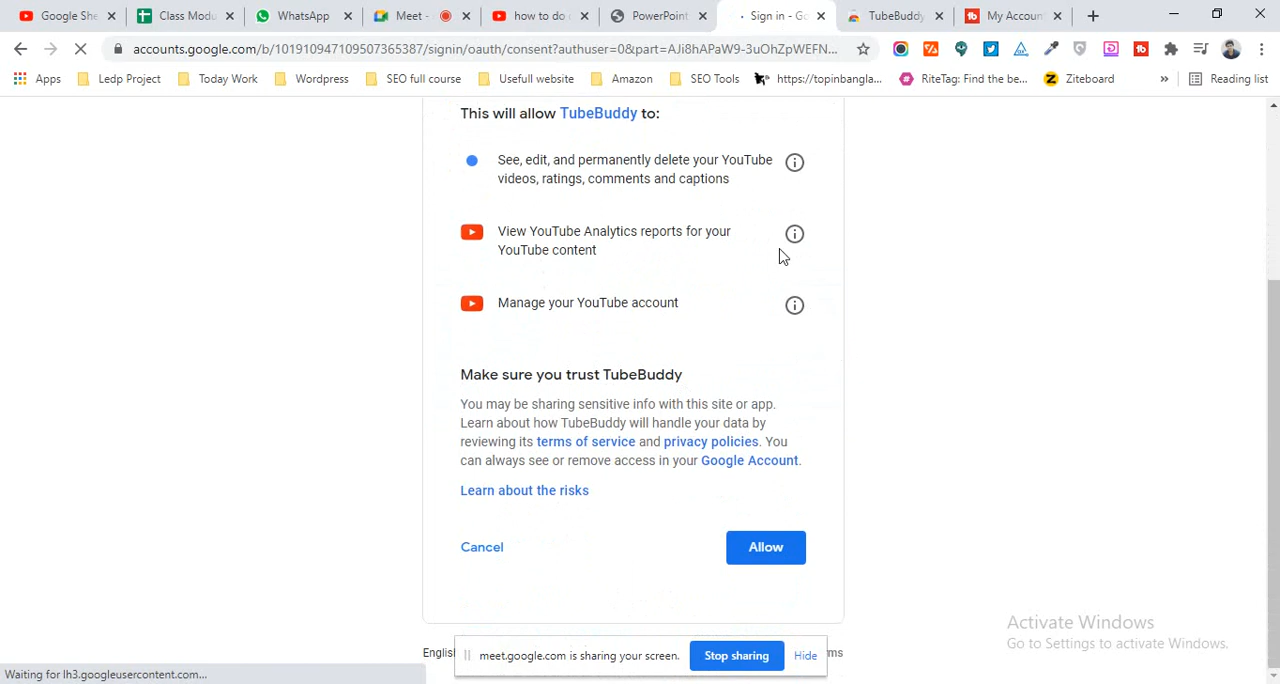 Google She
Class Modu
WhatsApp
Meet -
how to do
PowerPoint
Sign in - Go
TubeBuddy
My Accoun
accounts.google.com/b/101910947109507365307/signin/oauth/consent?authuser=0&part=AJi8hAPaW9-3uOhZpWEFN...
Apps
Ledp Project
Today Work
Wordpress
SEO full course
Usefull website
Amazon
SEO Tools
https://topinbangla...
RiteTag: Find the be...
Ziteboard
»
Reading list
This will allow TubeBuddy to:
See, edit, and permanently delete your YouTube
videos, ratings, comments and captions
View YouTube Analytics reports for your
YouTube content
Manage your YouTube account
Make sure you trust TubeBuddy
You may be sharing sensitive info with this site or app.
Learn about how TubeBuddy will handle your data by
reviewing its terms of service and privacy policies. You
can always see or remove access in your Google Account.
Learn about the risks
Cancel
Allow
Activate Windows
Go to Settings to activate Windows.
meet.google.com is sharing your screen.
Stop sharing
Hide
Waiting for lh3.googleusercontent.com...